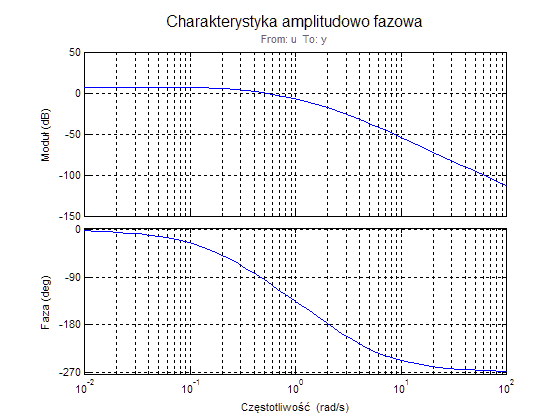 Charakterystyka amplitudowo fazowa
From: u To: y
50
0
-50
-100
-150
Moduł (dB)
0
-90
-180
-270
Faza (deg)
10^-2
10^-1
10^0
10^1
10^2
Częstotliwość (rad/s)